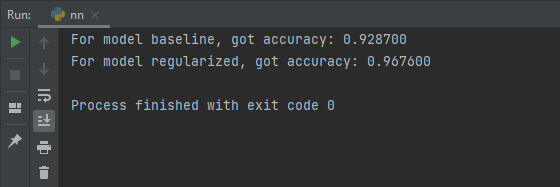 Run: nn
For model baseline, got accuracy: 0.928700
For model regularized, got accuracy: 0.967600
Process finished with exit code 0